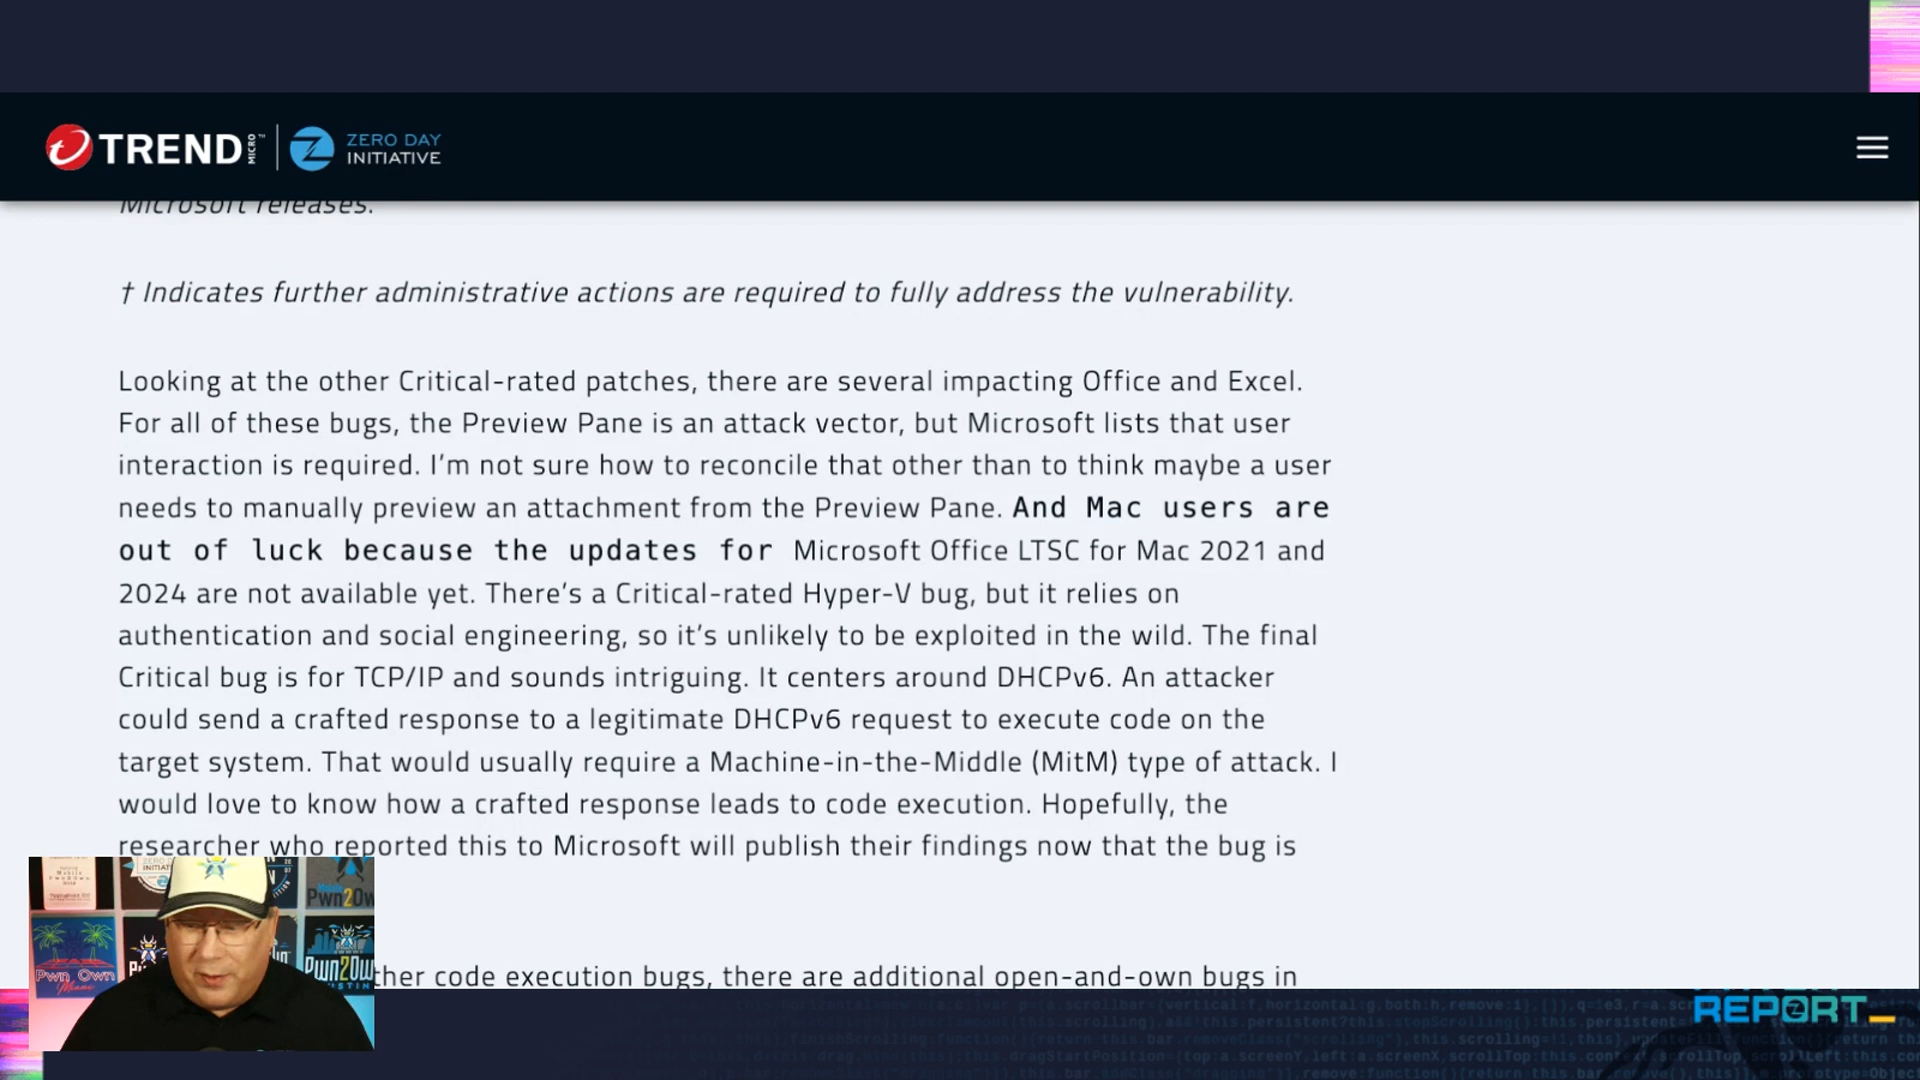 TREND MICRO
ZERO DAY
INITIATIVE
Microsoft releases.
† Indicates further administrative actions are required to fully address the vulnerability.
Looking at the other Critical-rated patches, there are several impacting Office and Excel.
For all of these bugs, the Preview Pane is an attack vector, but Microsoft lists that user
interaction is required. I’m not sure how to reconcile that other than to think maybe a user
needs to manually preview an attachment from the Preview Pane. And Mac users are
out of luck because the updates for Microsoft Office LTSC for Mac 2021 and
2024 are not available yet. There’s a Critical-rated Hyper-V bug, but it relies on
authentication and social engineering, so it’s unlikely to be exploited in the wild. The final
Critical bug is for TCP/IP and sounds intriguing. It centers around DHCPv6. An attacker
could send a crafted response to a legitimate DHCPv6 request to execute code on the
target system. That would usually require a Machine-in-the-Middle (MitM) type of attack. I
would love to know how a crafted response leads to code execution. Hopefully, the
researcher who reported this to Microsoft will publish their findings now that the bug is
ther code execution bugs, there are additional open-and-own bugs in
Pwn2Ow
Pwn Own
Miami
Pwn2Own
REPORT_